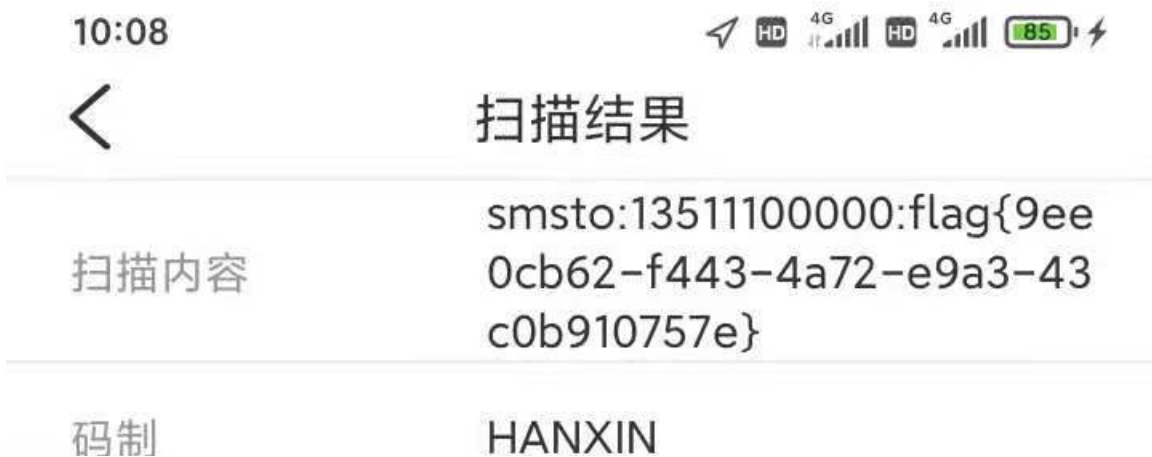 10:08 HD 4G HD 4G 85
扫描结果
smsto:13511100000:flag{9ee
扫描内容 0cb62-f443-4a72-e9a3-43
c0b910757e}
码制 HANXIN